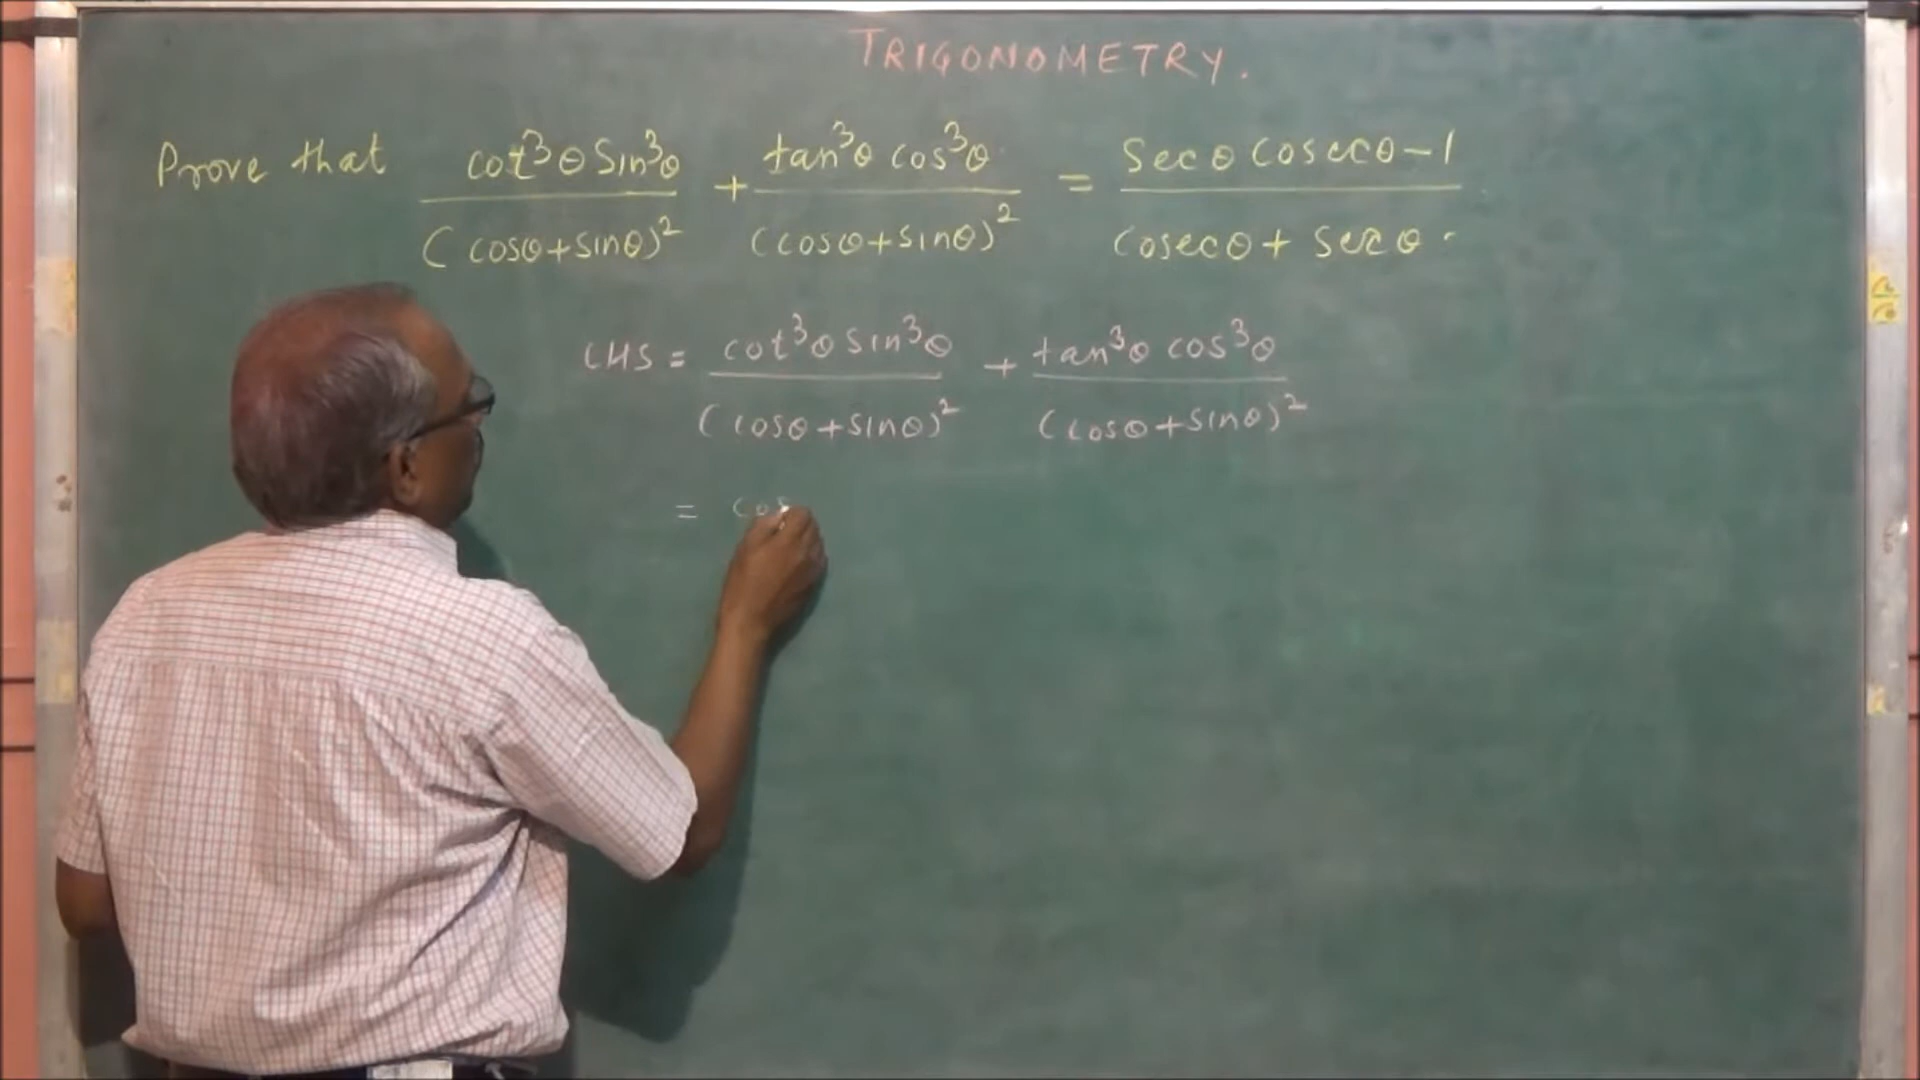 TRIGONOMETRY.
Prove that cot³θ Sin³θ / (cosθ+sinθ)² + tan³θ cos³θ / (cosθ+sinθ)² = Secθ Cosecθ-1 / Cosecθ + Secθ.
LHS = cot³θ sin³θ / (cosθ+sinθ)² + tan³θ cos³θ / (cosθ+sinθ)²
= cos